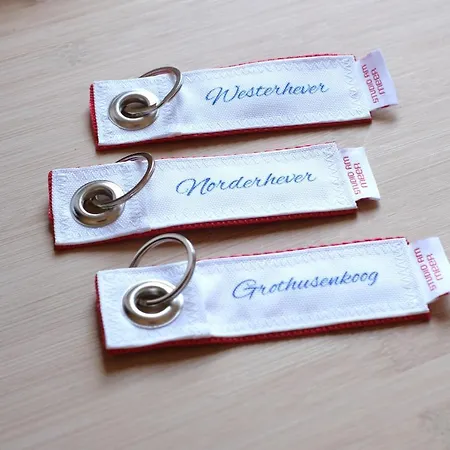 Westerhever
STUDIO AM
MEER
Norderhever
STUDIO AM
MEER
Grothusenkoog
STUDIO AM
MEER